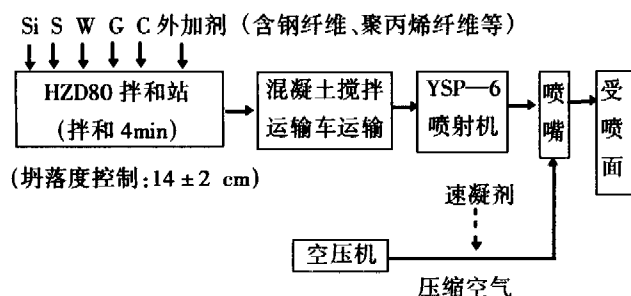 Si S W G C 外加剂 (含钢纤维、聚丙烯纤维等)
HZD80 拌和站
(拌和 4min)
混凝土搅拌
运输车运输
YSP—6
喷射机
喷嘴
受喷面
(坍落度控制:14±2 cm)
速凝剂
空压机
压缩空气